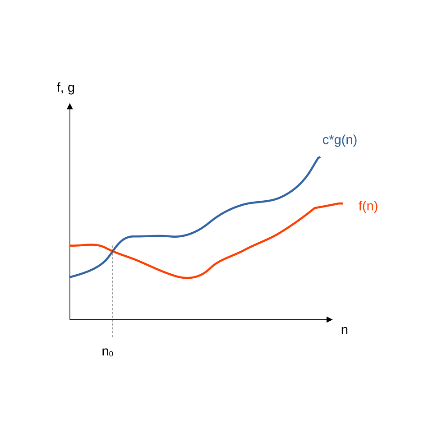 f, g
c*g(n)
f(n)
n
n₀